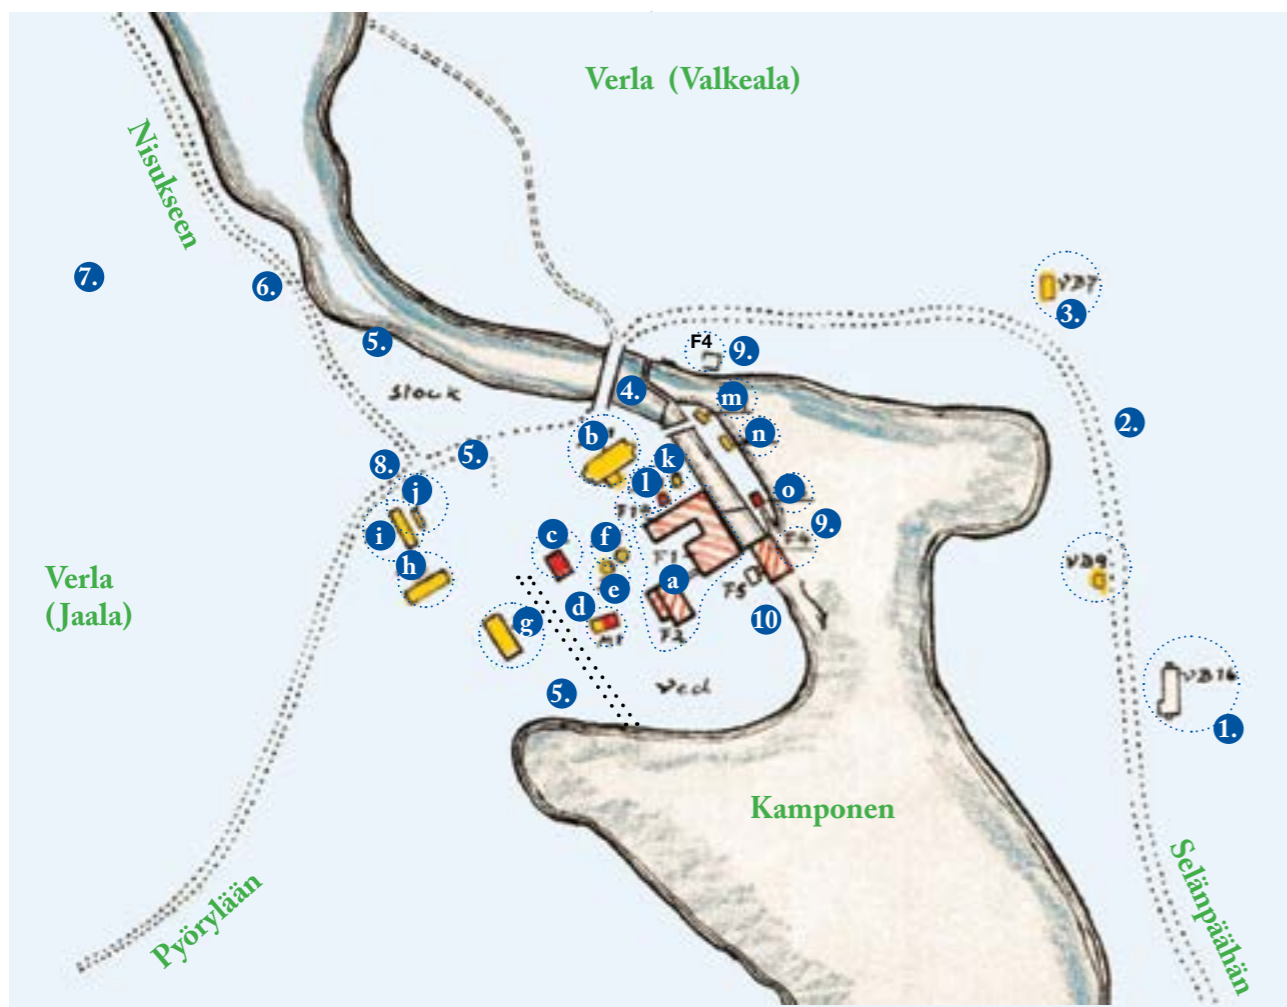 Verla (Valkeala)
Nisukseen
7.
6.
3.
VB7
5.
F4
9.
4.
m
Stock
2.
b
n
8.
5.
k
l
j
o
i
c
f
9.
F4
F1
VB9
h
a
e
F5
Verla
(Jaala)
d
g
M1
F2
10
5.
Ved
VB16
1.
Kamponen
Pyörylään
Selänpäähän